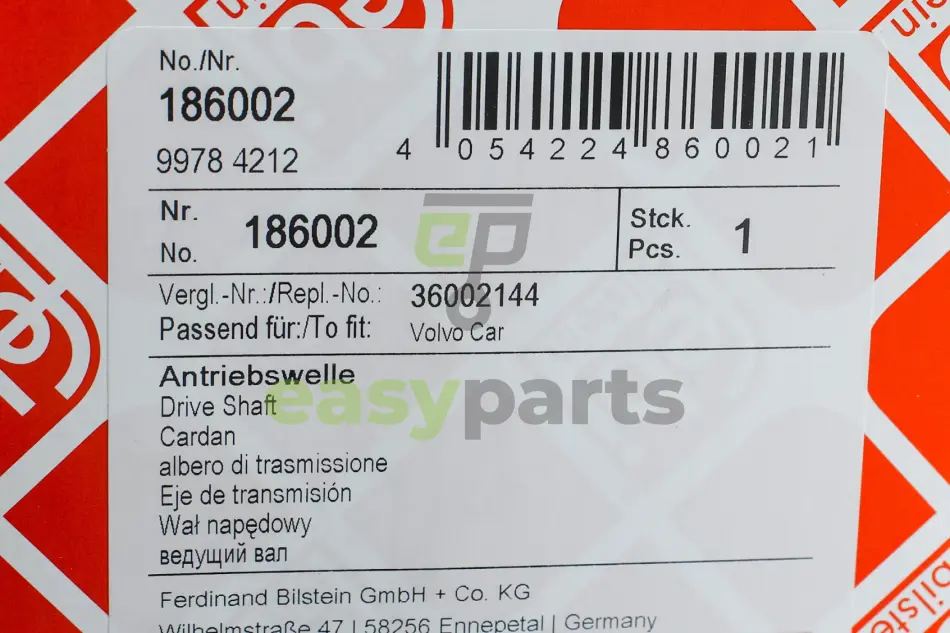 No./Nr.
186002
9978 4212
4 054224 860021
Nr.
No.
186002
Stck.
Pcs.
1
Vergl.-Nr.:/Repl.-No.: 36002144
Passend für:/To fit: Volvo Car
Antriebswelle
Drive Shaft
Cardan
albero di trasmissione
Eje de transmisión
Wał napędowy
ведущий вал
Ferdinand Bilstein GmbH + Co. KG
Wilhelmstraße 47 | 58256 Ennepetal | Germany
ep
easyparts